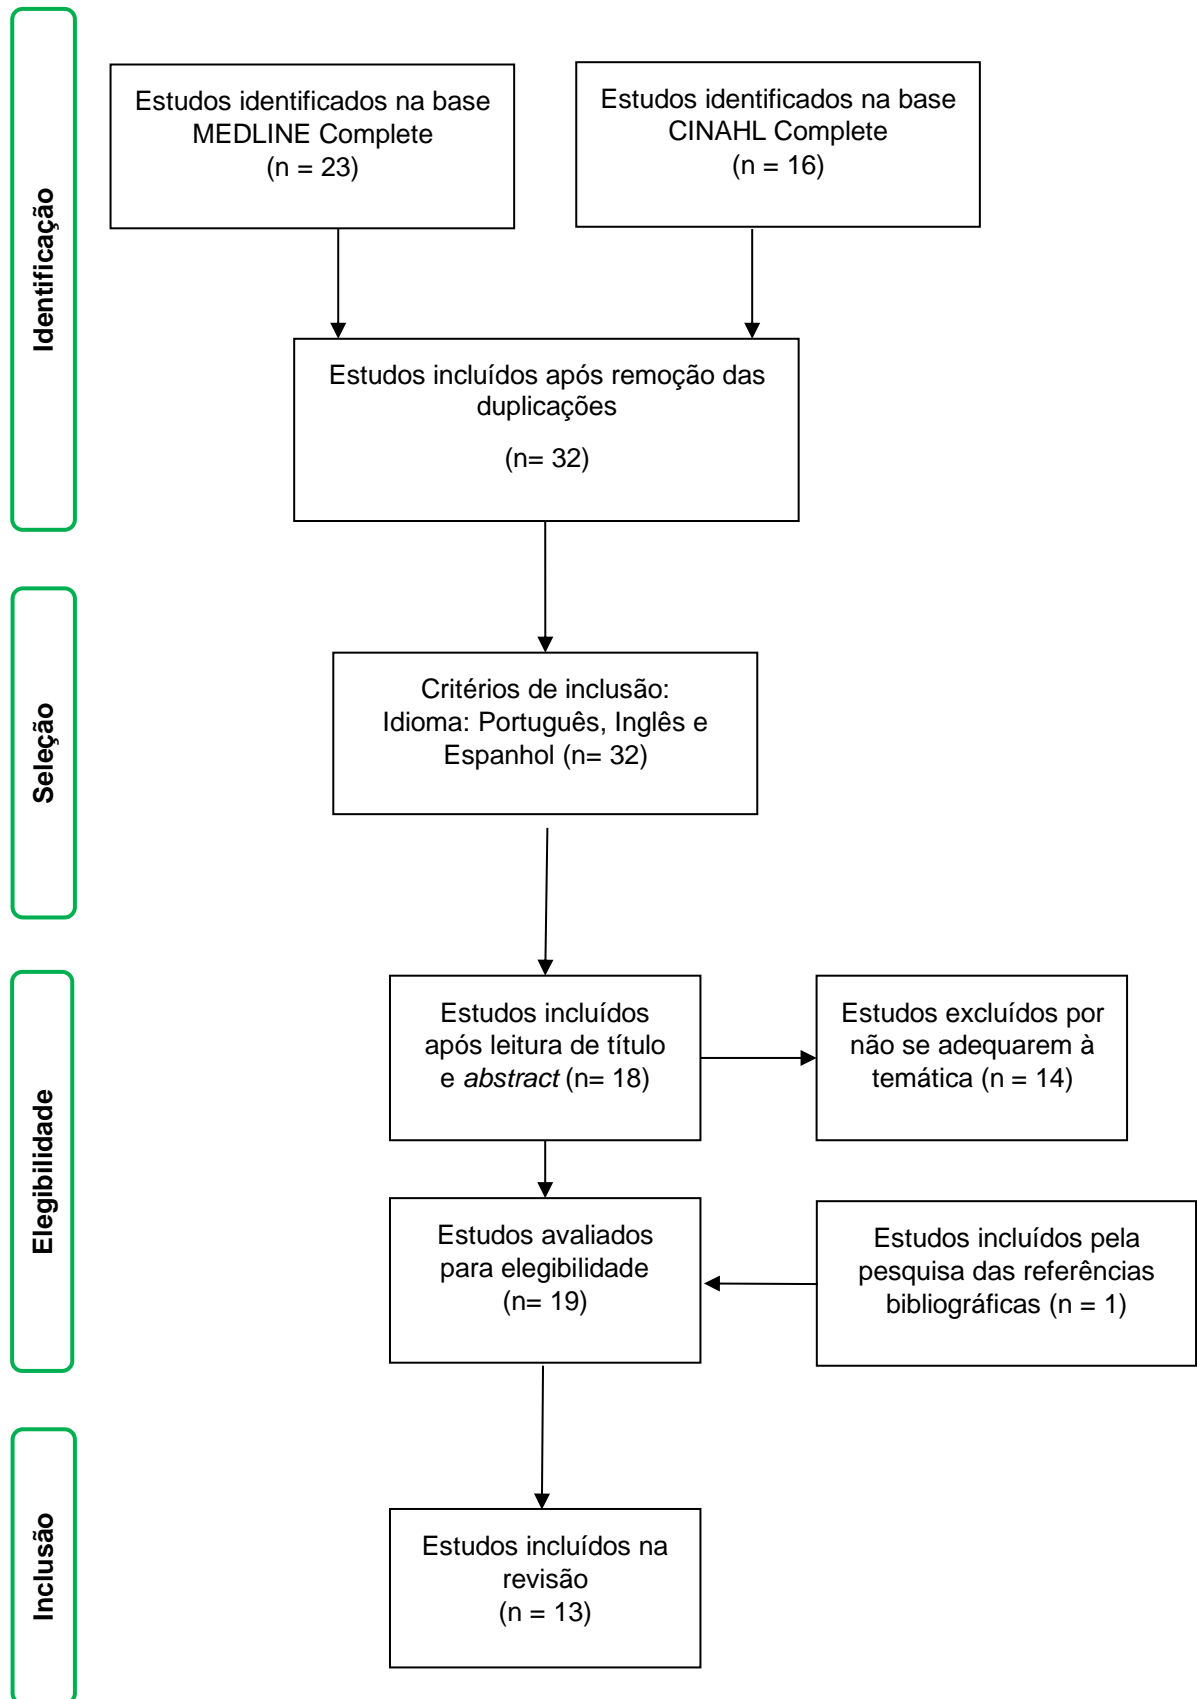 Identificação
Estudos identificados na base
MEDLINE Complete
(n = 23)
Estudos identificados na base
CINAHL Complete
(n = 16)
Estudos incluídos após remoção das
duplicações
(n= 32)
Seleção
Critérios de inclusão:
Idioma: Português, Inglês e
Espanhol (n= 32)
Elegibilidade
Estudos incluídos
após leitura de título
e abstract (n= 18)
Estudos excluídos por
não se adequarem à
temática (n = 14)
Estudos avaliados
para elegibilidade
(n= 19)
Estudos incluídos pela
pesquisa das referências
bibliográficas (n = 1)
Inclusão
Estudos incluídos na
revisão
(n = 13)